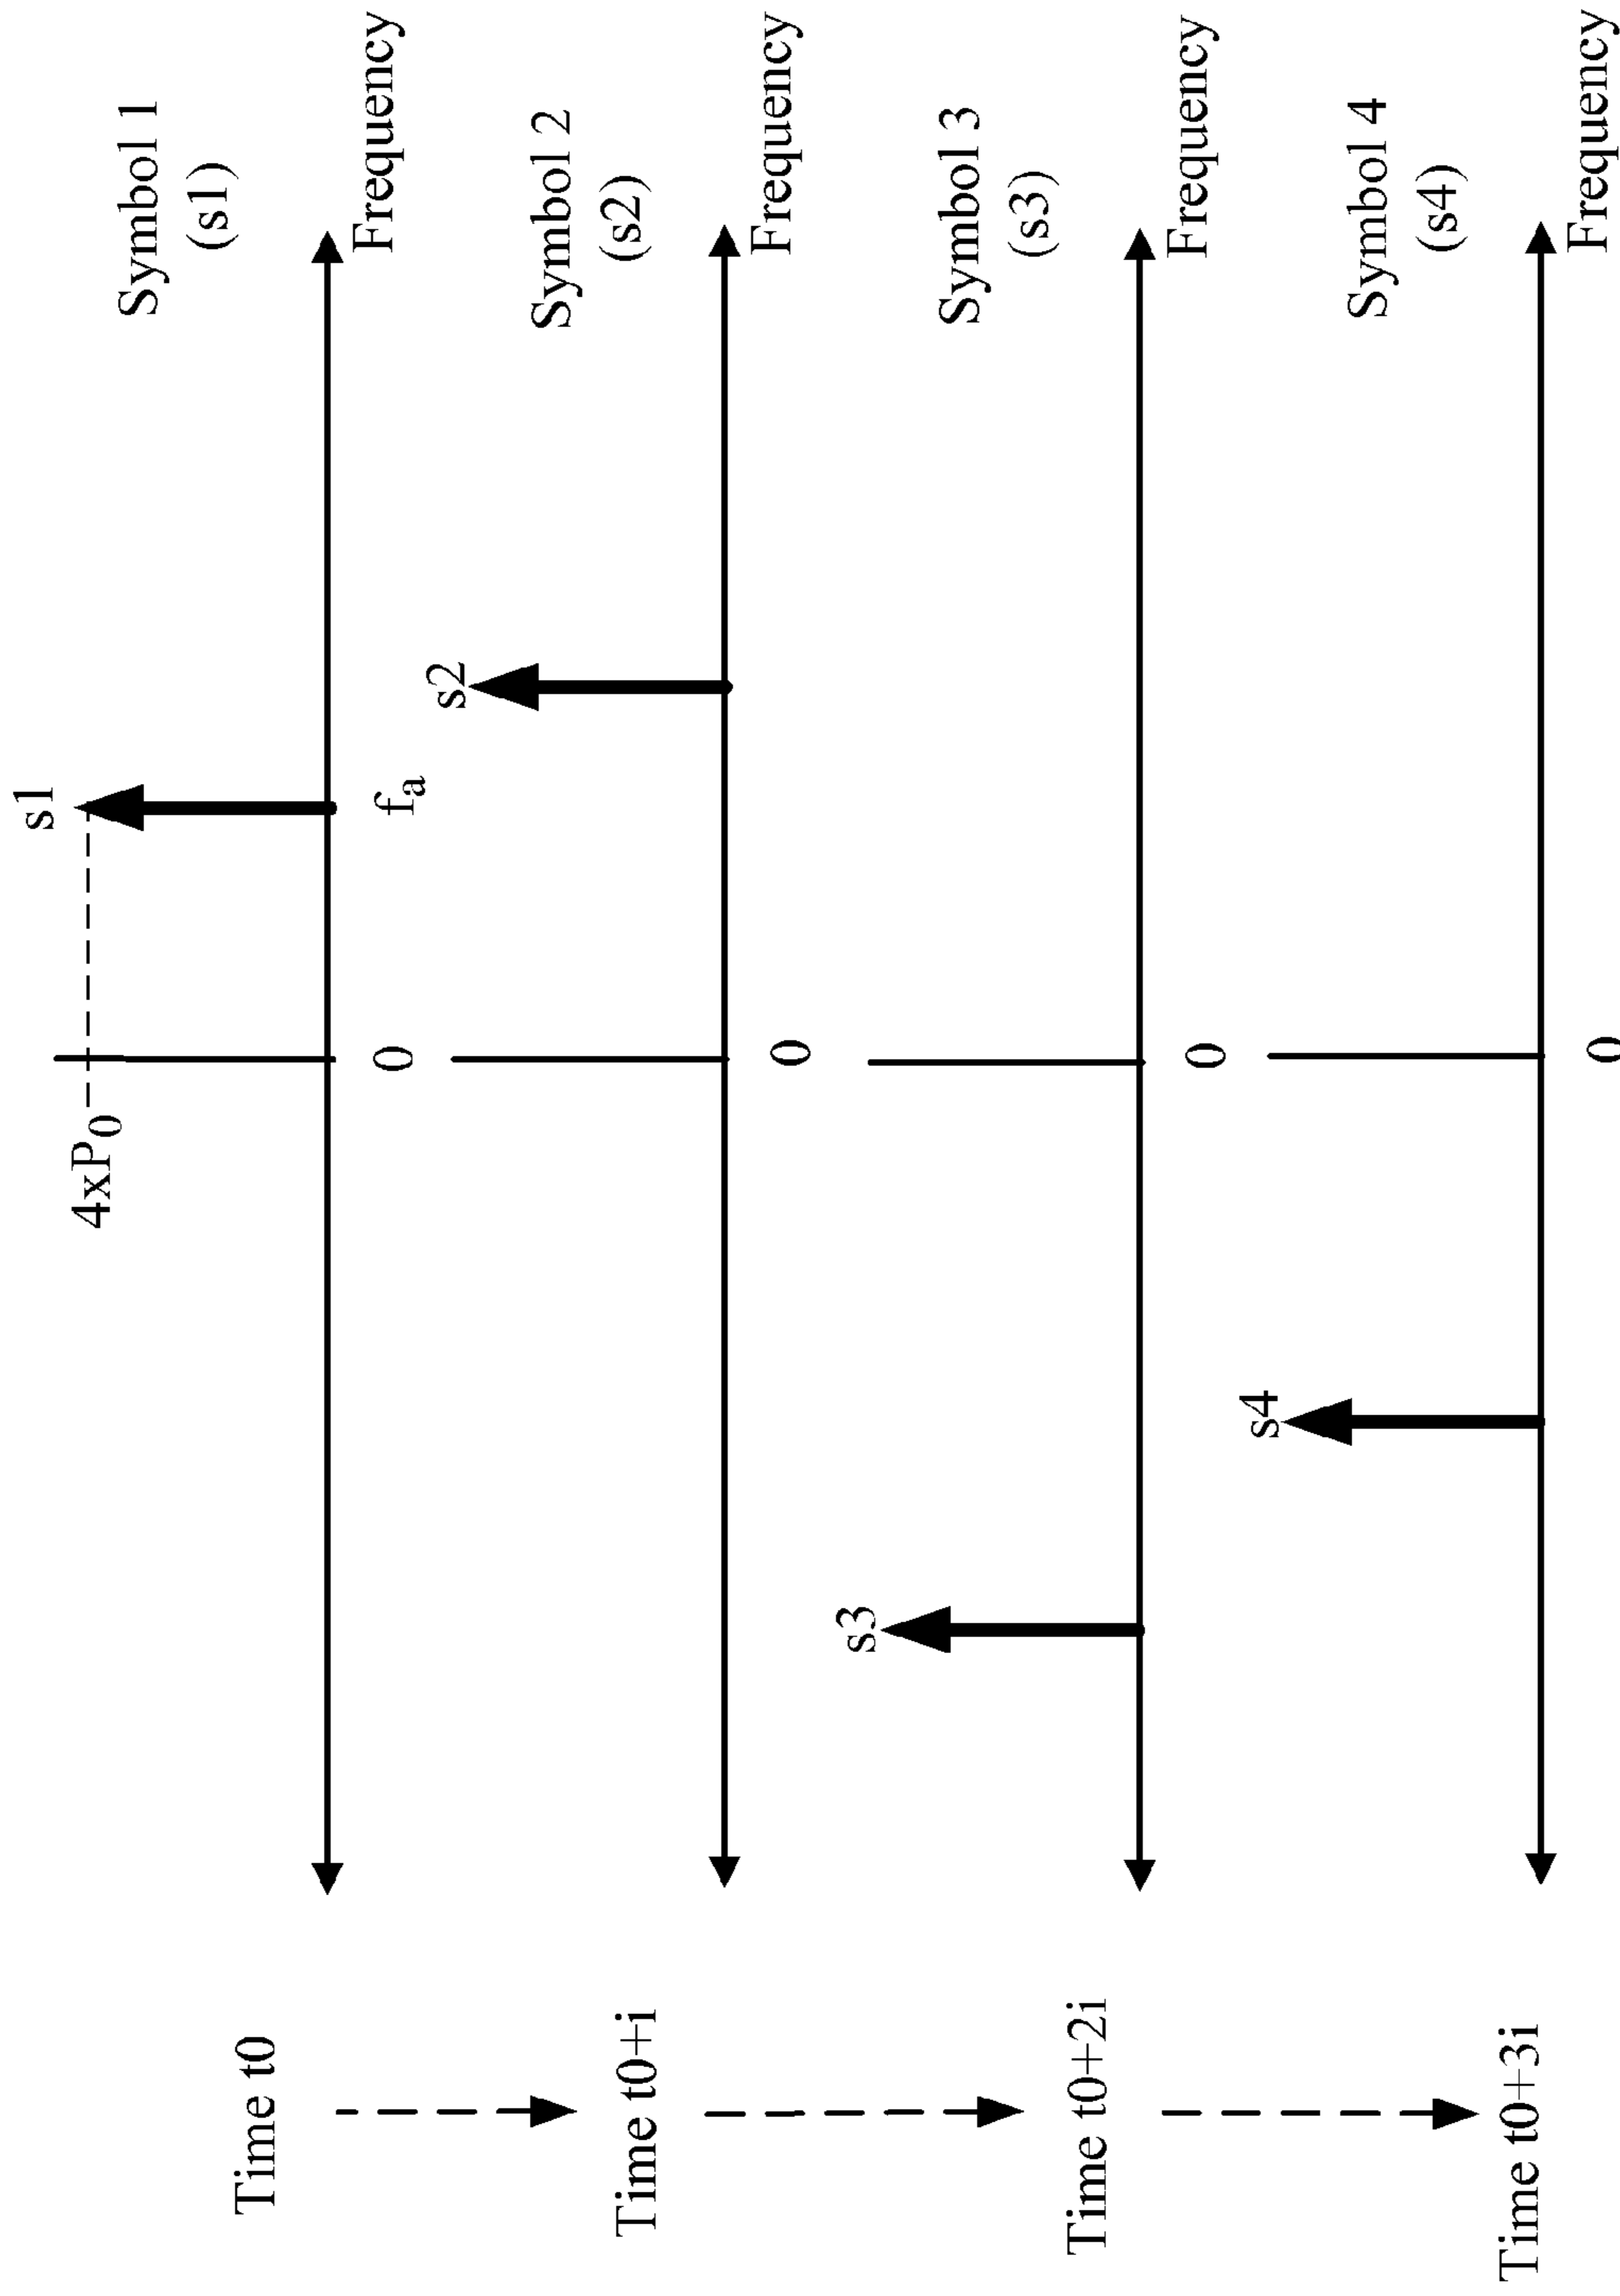 Time t0
4xP0
s1
Symbol 1
(s1)
0
fa
Frequency
Time t0+i
s2
Symbol 2
(s2)
0
Frequency
Time t0+2i
s3
Symbol 3
(s3)
0
Frequency
Time t0+3i
s4
Symbol 4
(s4)
0
Frequency